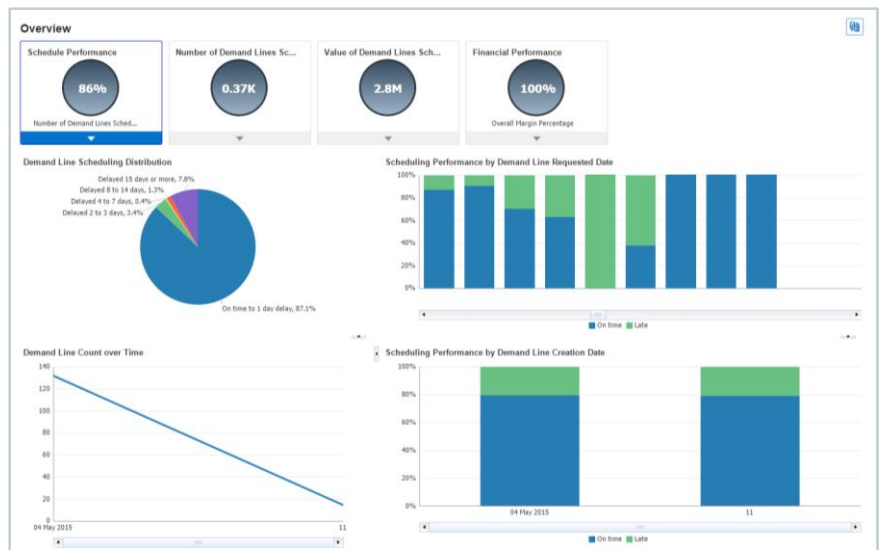 Overview
Schedule Performance
86%
Number of Demand Lines Sched...
Number of Demand Lines Sc...
0.37K
Value of Demand Lines Sch...
2.8M
Financial Performance
100%
Overall Margin Percentage
Demand Line Scheduling Distribution
Delayed 15 days or more, 7.8%
Delayed 8 to 14 days, 1.3%
Delayed 4 to 7 days, 0.4%
Delayed 2 to 3 days, 3.4%
On time to 1 day delay, 87.1%
Scheduling Performance by Demand Line Requested Date
100%
80%
60%
40%
20%
0%
On time Late
Demand Line Count over Time
140
120
100
80
60
40
20
0
04 May 2015 11
Scheduling Performance by Demand Line Creation Date
100%
80%
60%
40%
20%
0%
04 May 2015 11
On time Late